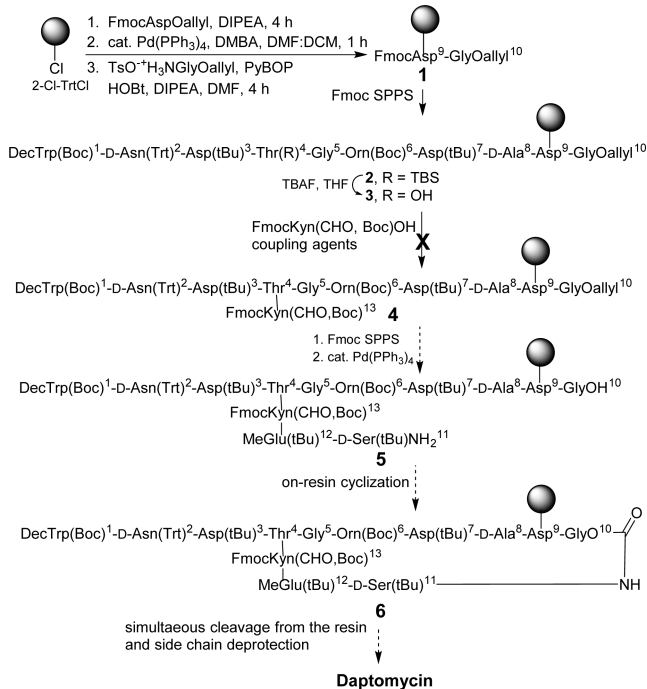 1. FmocAspOallyl, DIPEA, 4 h
2. cat. Pd(PPh3)4, DMBA, DMF:DCM, 1 h
3. TsO-+H3NGlyOallyl, PyBOP
HOBt, DIPEA, DMF, 4 h
Cl
2-Cl-TrtCl
FmocAsp9-GlyOallyl10
1
Fmoc SPPS
DecTrp(Boc)1-D-Asn(Trt)2-Asp(tBu)3-Thr(R)4-Gly5-Orn(Boc)6-Asp(tBu)7-D-Ala8-Asp9-GlyOallyl10
TBAF, THF
2, R = TBS
3, R = OH
FmocKyn(CHO, Boc)OH
coupling agents
X
DecTrp(Boc)1-D-Asn(Trt)2-Asp(tBu)3-Thr4-Gly5-Orn(Boc)6-Asp(tBu)7-D-Ala8-Asp9-GlyOallyl10
FmocKyn(CHO,Boc)13
4
1. Fmoc SPPS
2. cat. Pd(PPh3)4
DecTrp(Boc)1-D-Asn(Trt)2-Asp(tBu)3-Thr4-Gly5-Orn(Boc)6-Asp(tBu)7-D-Ala8-Asp9-GlyOH10
FmocKyn(CHO,Boc)13
MeGlu(tBu)12-D-Ser(tBu)NH2 11
5
on-resin cyclization
DecTrp(Boc)1-D-Asn(Trt)2-Asp(tBu)3-Thr4-Gly5-Orn(Boc)6-Asp(tBu)7-D-Ala8-Asp9-GlyO10
O
FmocKyn(CHO,Boc)13
MeGlu(tBu)12-D-Ser(tBu)11
NH
6
simultaeous cleavage from the resin
and side chain deprotection
Daptomycin